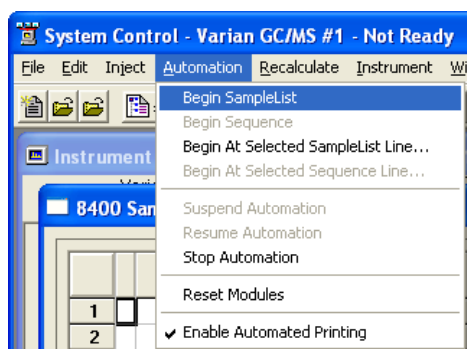 System Control - Varian GC/MS #1 - Not Ready
File Edit Inject Automation Recalculate Instrument Wi
Begin SampleList
Begin Sequence
Begin At Selected SampleList Line...
Begin At Selected Sequence Line...
Suspend Automation
Resume Automation
Stop Automation
Reset Modules
Enable Automated Printing
Instrument
8400 San
1
2